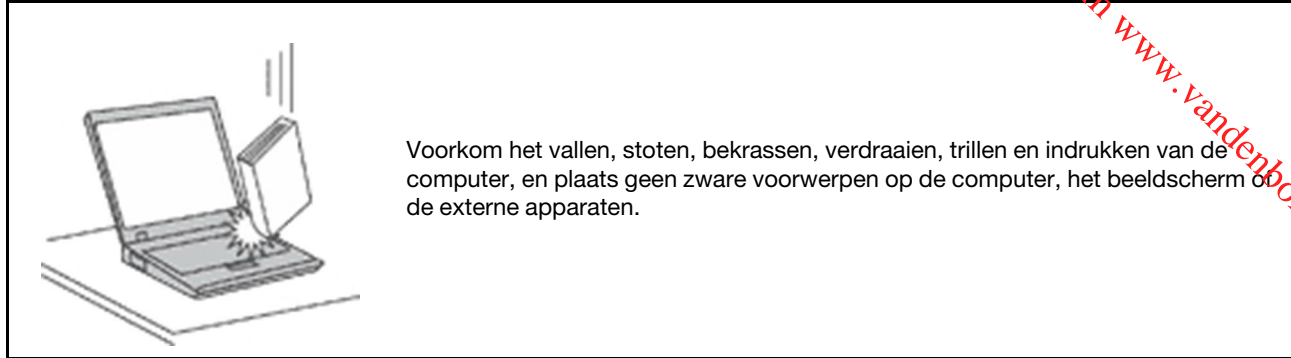 Voorkom het vallen, stoten, bekrassen, verdraaien, trillen en indrukken van de
computer, en plaats geen zware voorwerpen op de computer, het beeldscherm of
de externe apparaten.
www.vandenbo